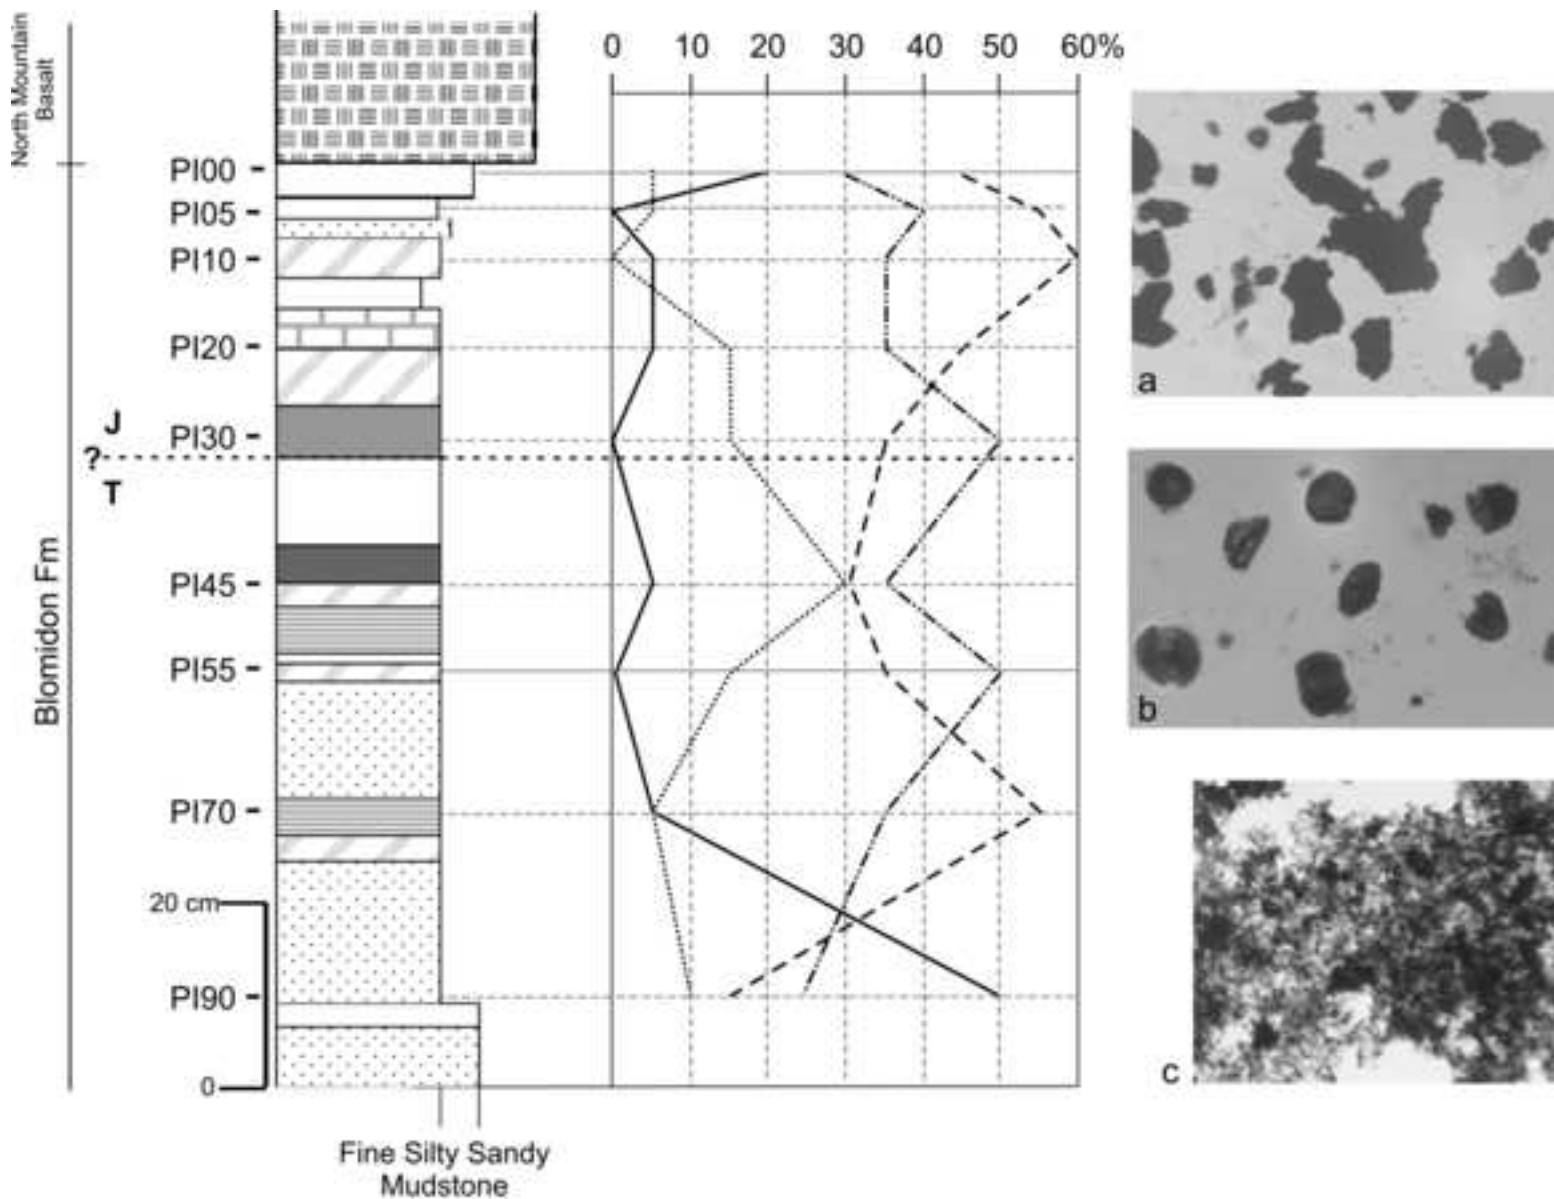 North Mountain
Basalt
0 10 20 30 40 50 60%
PI00
PI05
PI10
PI20
PI30
J
?
T
PI45
PI55
PI70
20 cm
PI90
0
Blomidon Fm
Fine Silty Sandy
Mudstone
a
b
c